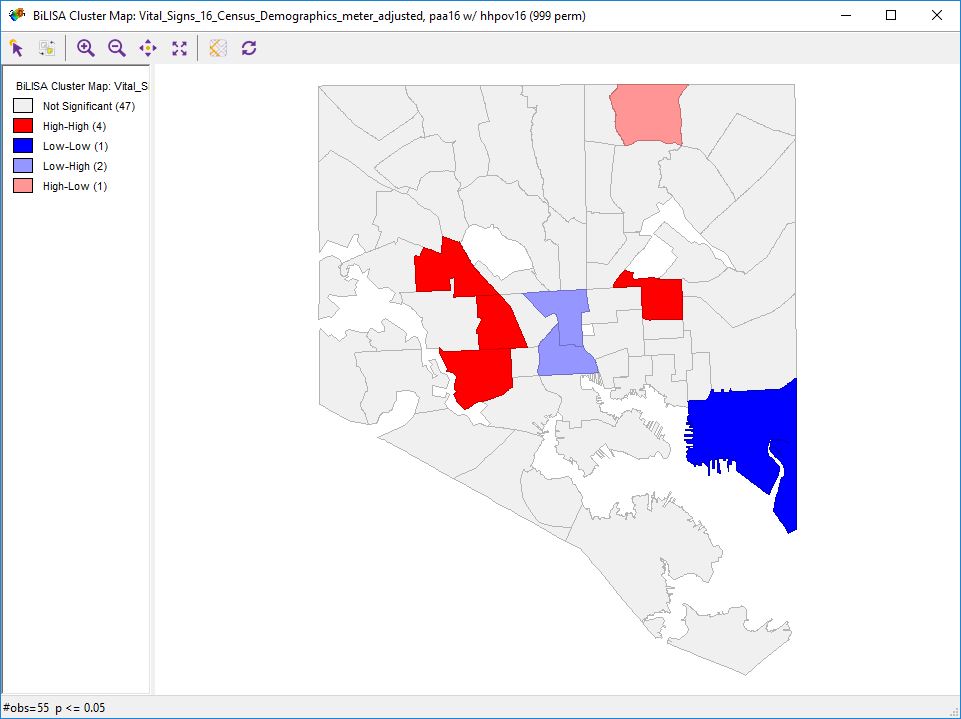 BiLISA Cluster Map: Vital_Signs_16_Census_Demographics_meter_adjusted, paa16 w/ hhpov16 (999 perm)
BiLISA Cluster Map: Vital_S
Not Significant (47)
High-High (4)
Low-Low (1)
Low-High (2)
High-Low (1)
#obs=55 p <= 0.05